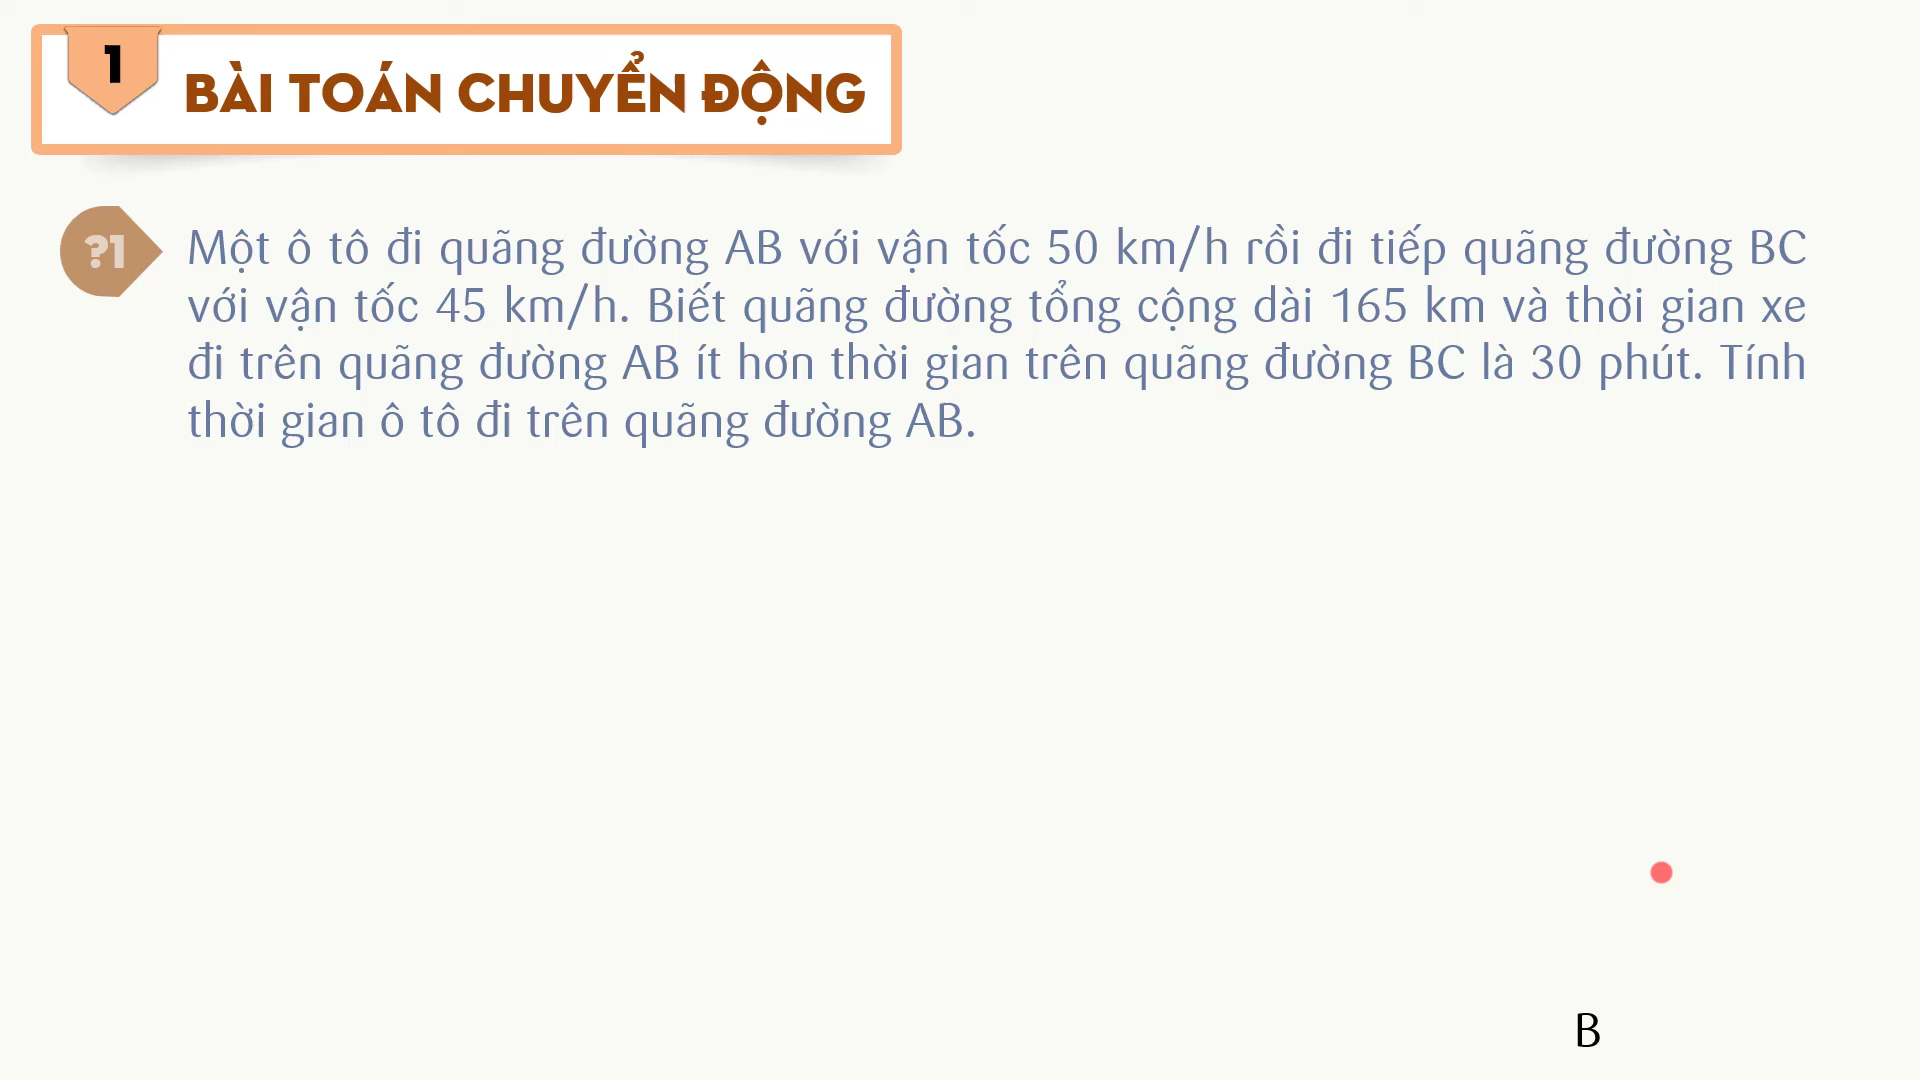 1
BÀI TOÁN CHUYỂN ĐỘNG
?1
Một ô tô đi quãng đường AB với vận tốc 50 km/h rồi đi tiếp quãng đường BC
với vận tốc 45 km/h. Biết quãng đường tổng cộng dài 165 km và thời gian xe
đi trên quãng đường AB ít hơn thời gian trên quãng đường BC là 30 phút. Tính
thời gian ô tô đi trên quãng đường AB.
B